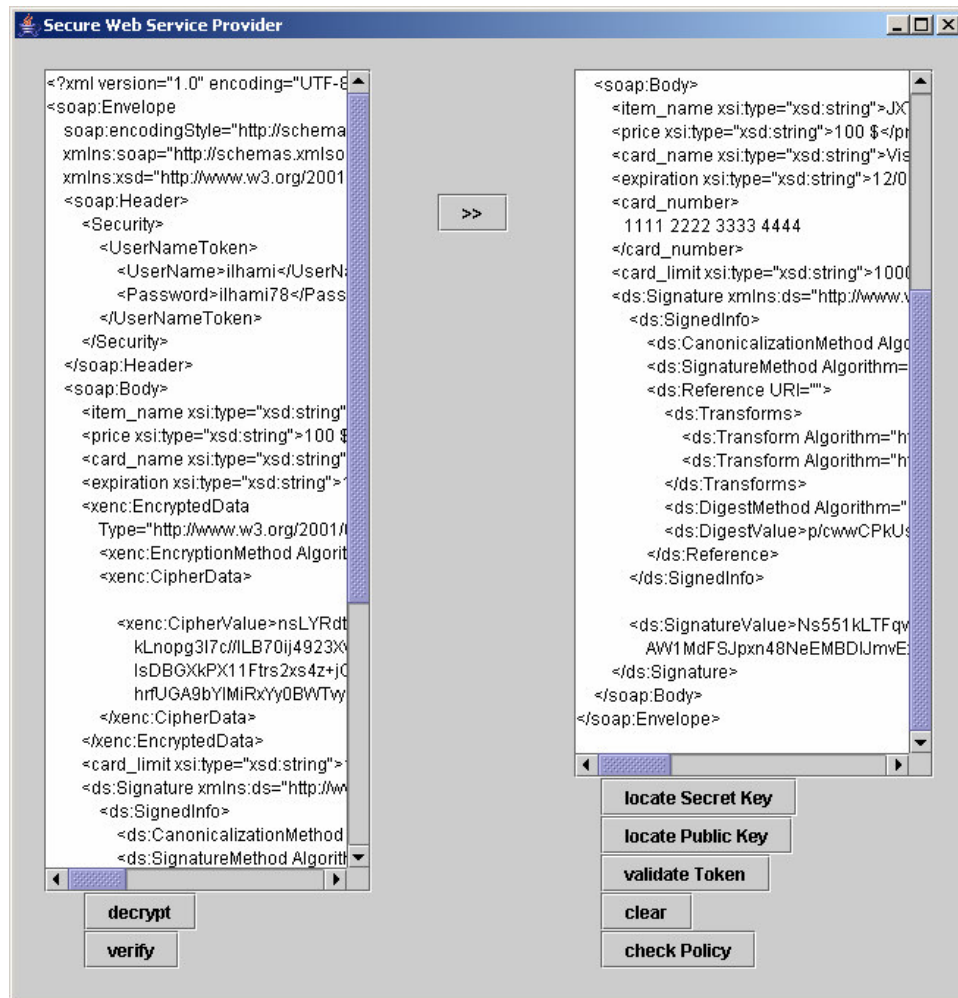 Secure Web Service Provider
<?xml version="1.0" encoding="UTF-8
<soap:Envelope
soap:encodingStyle="http://schema
xmlns:soap="http://schemas.xmlso
xmlns:xsd="http://www.w3.org/2001
<soap:Header>
<Security>
<UserNameToken>
<UserName>ilhami</UserN
<Password>ilhami78</Pass
</UserNameToken>
</Security>
</soap:Header>
<soap:Body>
<item_name xsi:type="xsd:string"
<price xsi:type="xsd:string">100 $
<card_name xsi:type="xsd:string"
<expiration xsi:type="xsd:string">1
<xenc:EncryptedData
Type="http://www.w3.org/2001/
<xenc:EncryptionMethod Algorit
<xenc:CipherData>
<xenc:CipherValue>nsLYRdt
kLnopg3I7c//ILB70ij4923X
IsDBGXkPX11Ftrs2xs4z+j
hrfUGA9bYIMiRxYy0BWTwy
</xenc:CipherData>
</xenc:EncryptedData>
<card_limit xsi:type="xsd:string">
<ds:Signature xmlns:ds="http://w
<ds:SignedInfo>
<ds:CanonicalizationMethod
<ds:SignatureMethod Algorith
decrypt
verify
>>
<soap:Body>
<item_name xsi:type="xsd:string">JX
<price xsi:type="xsd:string">100 $</pr
<card_name xsi:type="xsd:string">Vis
<expiration xsi:type="xsd:string">12/0
<card_number>
1111 2222 3333 4444
</card_number>
<card_limit xsi:type="xsd:string">1000
<ds:Signature xmlns:ds="http://www.
<ds:SignedInfo>
<ds:CanonicalizationMethod Algo
<ds:SignatureMethod Algorithm=
<ds:Reference URI="">
<ds:Transforms>
<ds:Transform Algorithm="h
<ds:Transform Algorithm="h
</ds:Transforms>
<ds:DigestMethod Algorithm="
<ds:DigestValue>p/cwwCPkUs
</ds:Reference>
</ds:SignedInfo>
<ds:SignatureValue>Ns551kLTFqv
AW1MdFSJpxn48NeEMBDIJmvE
</ds:Signature>
</soap:Body>
</soap:Envelope>
locate Secret Key
locate Public Key
validate Token
clear
check Policy